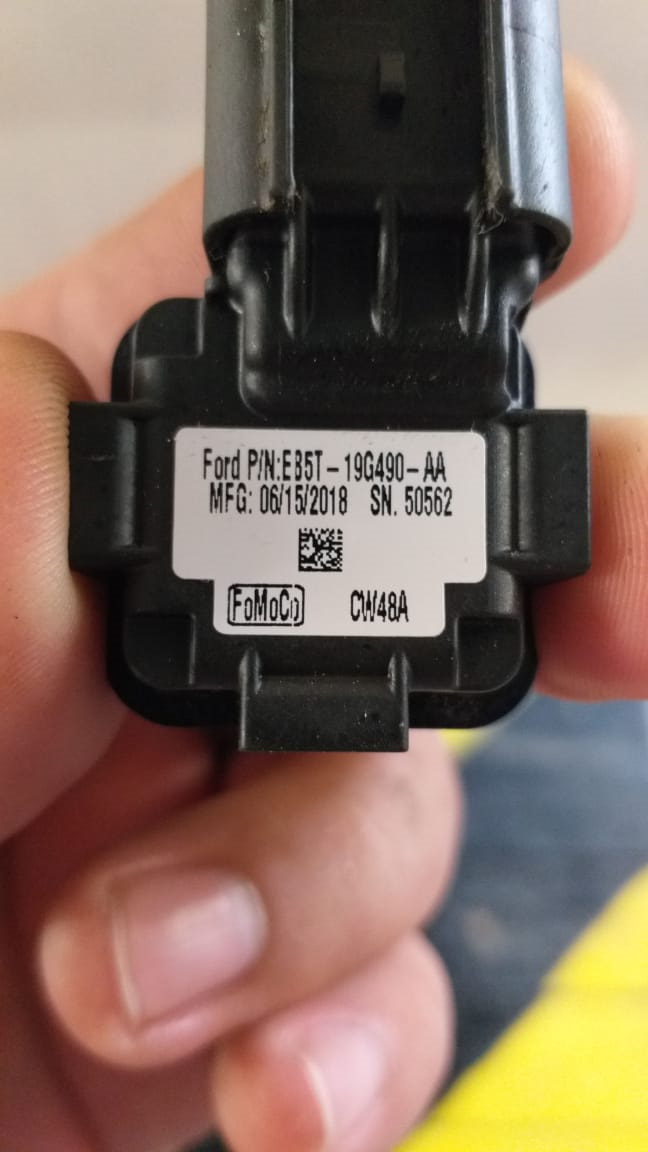 Ford P/N:EB5T-19G490-AA
MFG: 06/15/2018 SN. 50562
FoMoCo CW48A